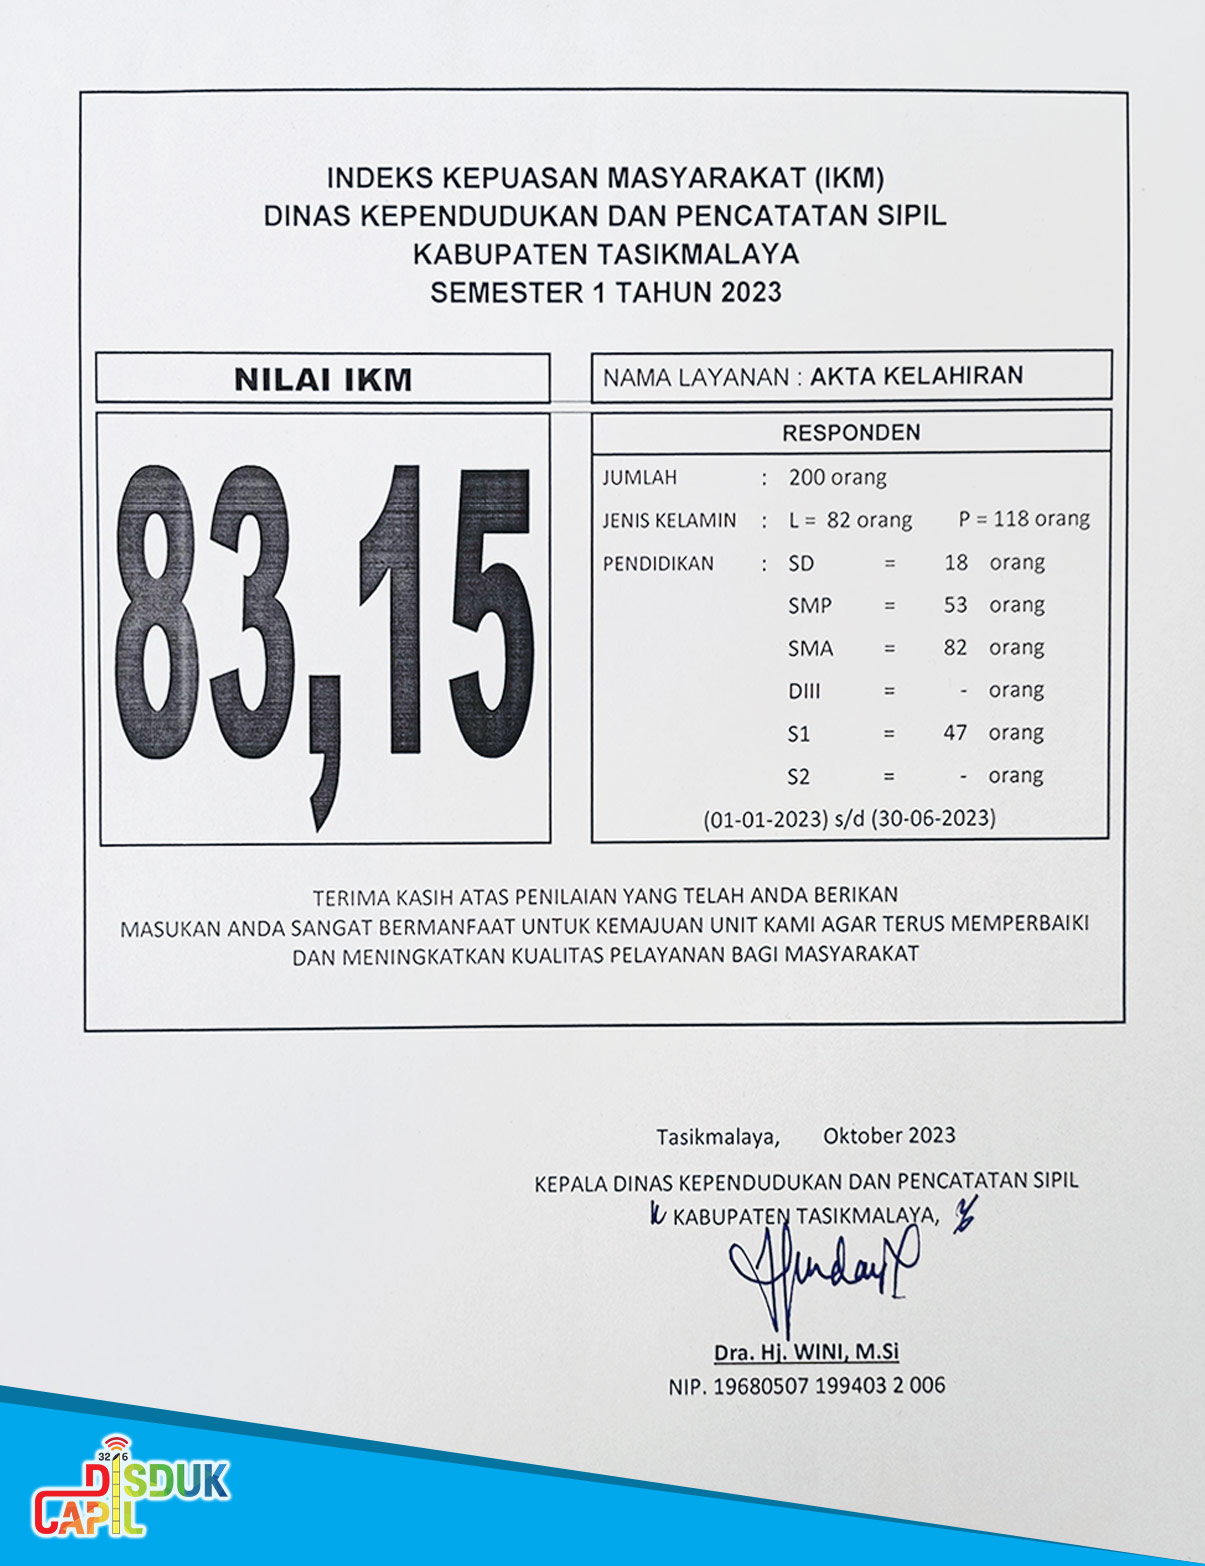 INDEKS KEPUASAN MASYARAKAT (IKM)
DINAS KEPENDUDUKAN DAN PENCATATAN SIPIL
KABUPATEN TASIKMALAYA
SEMESTER 1 TAHUN 2023
NILAI IKM
83,15
NAMA LAYANAN : AKTA KELAHIRAN
RESPONDEN
JUMLAH : 200 orang
JENIS KELAMIN : L = 82 orang P = 118 orang
PENDIDIKAN : SD = 18 orang
SMP = 53 orang
SMA = 82 orang
DIII = - orang
S1 = 47 orang
S2 = - orang
(01-01-2023) s/d (30-06-2023)
TERIMA KASIH ATAS PENILAIAN YANG TELAH ANDA BERIKAN
MASUKAN ANDA SANGAT BERMANFAAT UNTUK KEMAJUAN UNIT KAMI AGAR TERUS MEMPERBAIKI
DAN MENINGKATKAN KUALITAS PELAYANAN BAGI MASYARAKAT
Tasikmalaya, Oktober 2023
KEPALA DINAS KEPENDUDUKAN DAN PENCATATAN SIPIL
KABUPATEN TASIKMALAYA,
Dra. Hj. WINI, M.Si
NIP. 19680507 199403 2 006
DISDUK
CAPIL